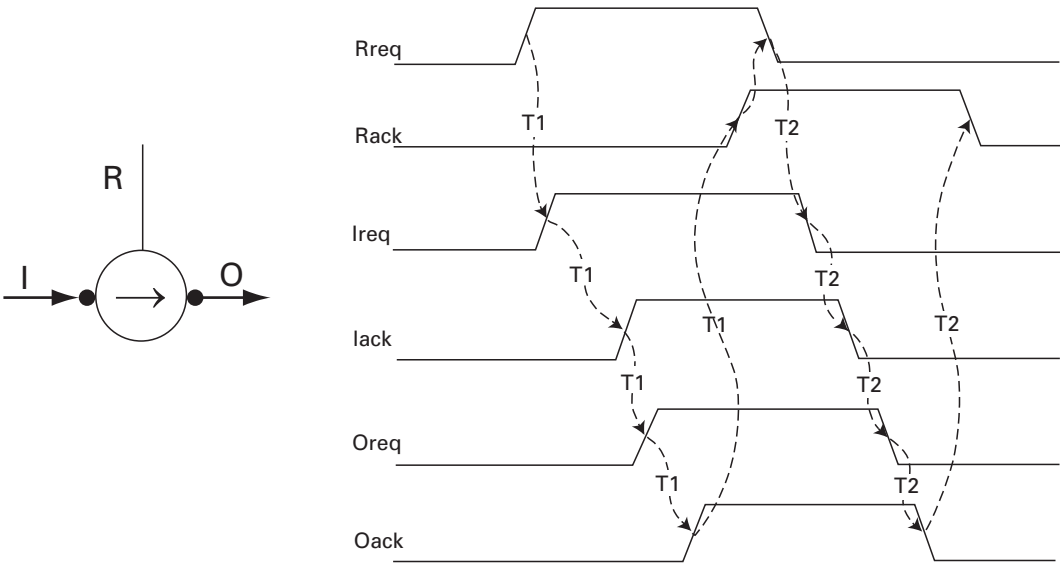 R
I
O
Rreq
Rack
Ireq
Iack
Oreq
Oack
T1
T2
T1
T2
T1
T2
T1
T2
T1
T2